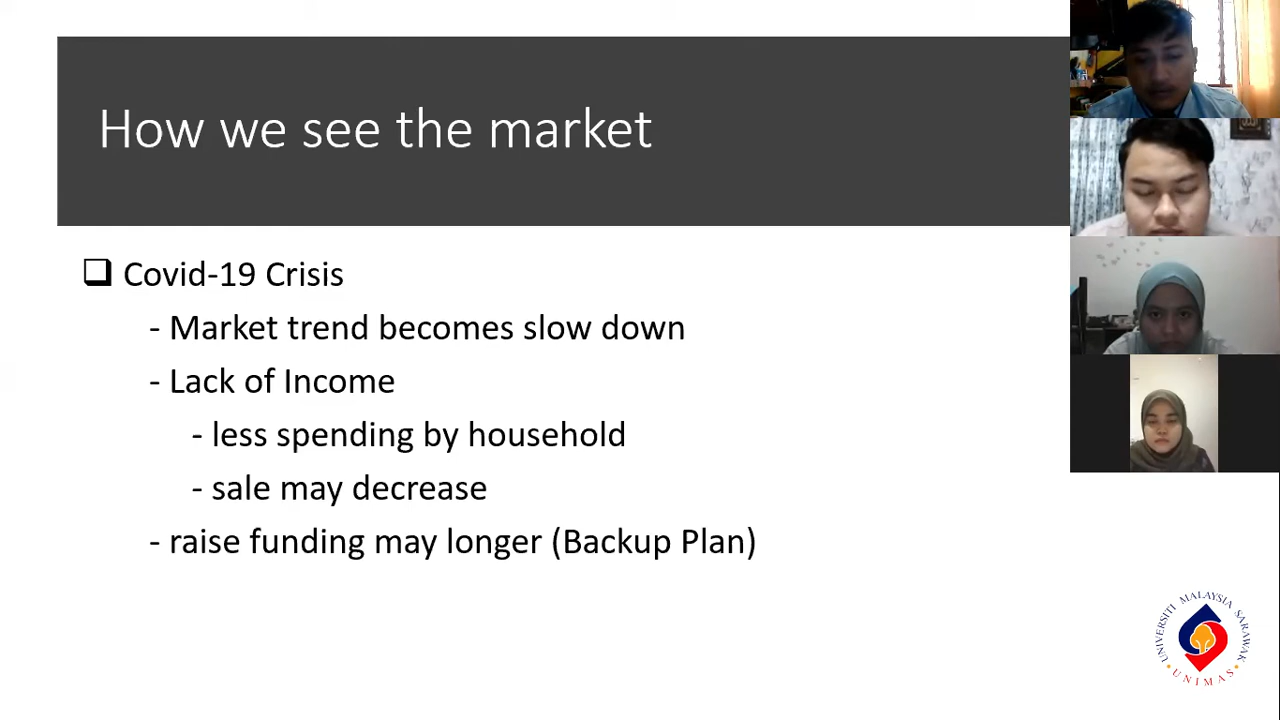 How we see the market
Covid-19 Crisis
- Market trend becomes slow down
- Lack of Income
- less spending by household
- sale may decrease
- raise funding may longer (Backup Plan)
UNIVERSITI MALAYSIA SARAWAK
UNIMAS